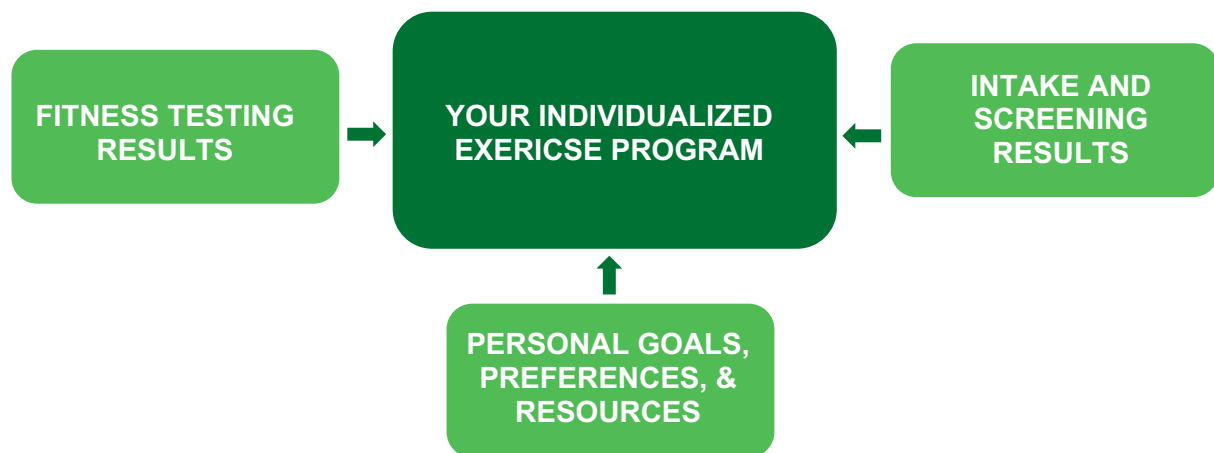 FITNESS TESTING
RESULTS
YOUR INDIVIDUALIZED
EXERICSE PROGRAM
INTAKE AND
SCREENING
RESULTS
PERSONAL GOALS,
PREFERENCES, &
RESOURCES